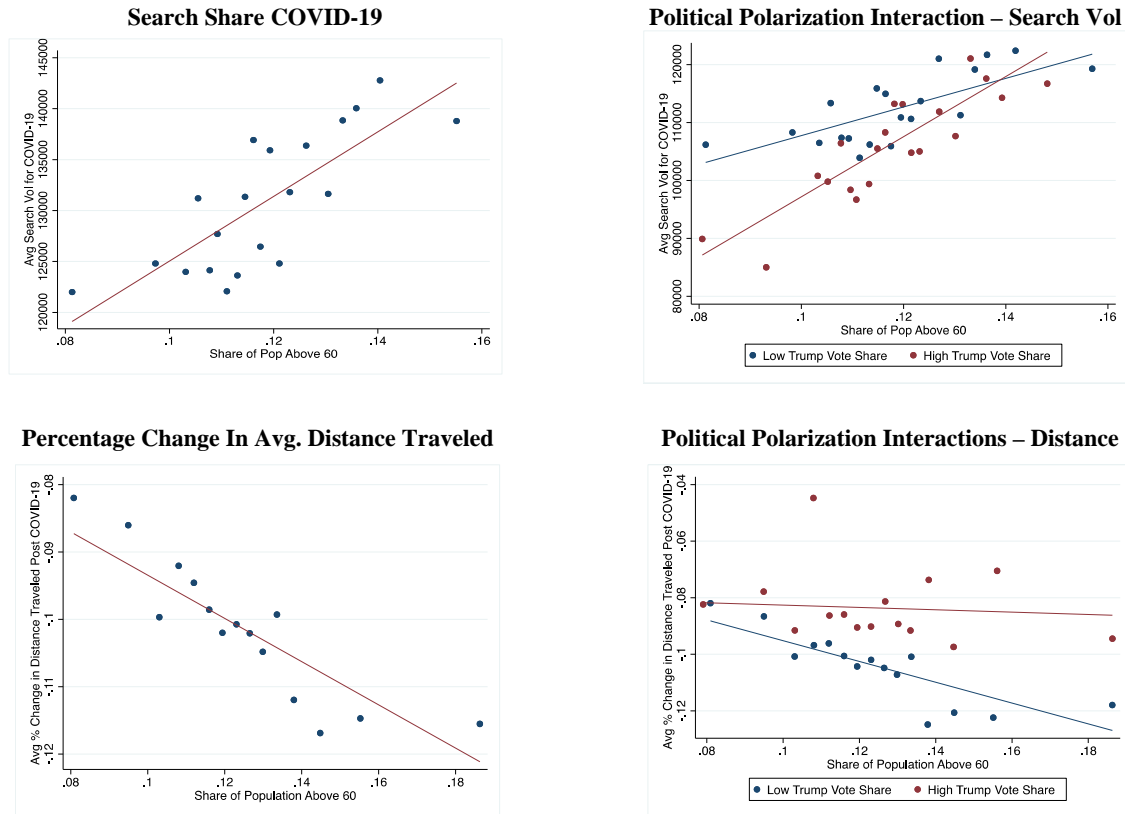 Search Share COVID-19
Avg Search Vol for COVID-19
145000
140000
135000
130000
125000
120000
.08 .1 .12 .14 .16
Share of Pop Above 60
Political Polarization Interaction – Search Vol
Avg Search Vol for COVID-19
120000
110000
100000
90000
80000
.08 .1 .12 .14 .16
Share of Pop Above 60
Low Trump Vote Share High Trump Vote Share
Percentage Change In Avg. Distance Traveled
Avg % Change in Distance Traveled Post COVID-19
-.08
-.09
-.1
-.11
-.12
.08 .1 .12 .14 .16 .18
Share of Population Above 60
Political Polarization Interactions – Distance
Avg % Change in Distance Traveled Post COVID-19
-.04
-.06
-.08
-.1
-.12
.08 .1 .12 .14 .16 .18
Share of Population Above 60
Low Trump Vote Share High Trump Vote Share